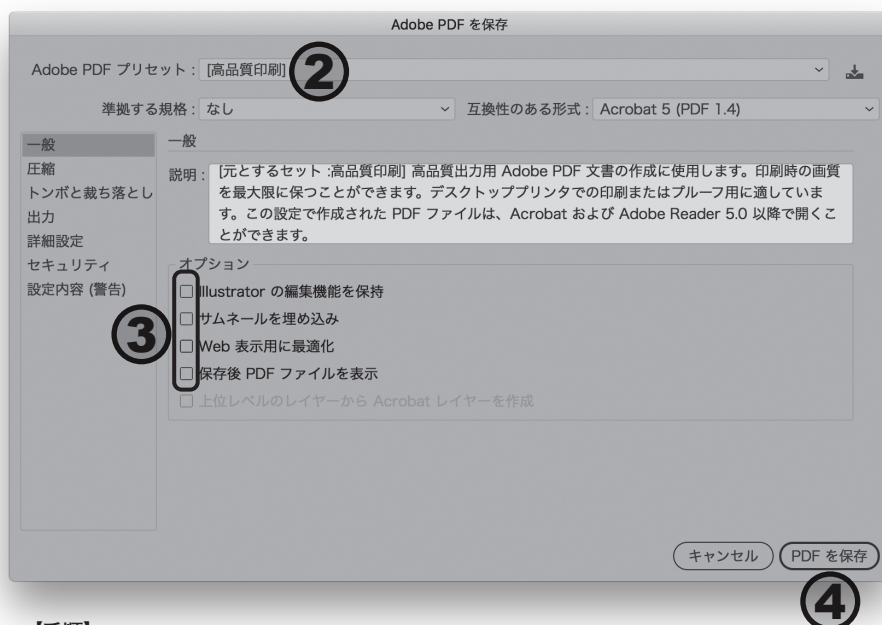 Adobe PDF を保存
Adobe PDF プリセット : [高品質印刷]
②
準拠する規格 : なし
互換性のある形式 : Acrobat 5 (PDF 1.4)
一般
圧縮
トンボと裁ち落とし
出力
詳細設定
セキュリティ
設定内容 (警告)
一般
説明 : [元とするセット :高品質印刷] 高品質出力用 Adobe PDF 文書の作成に使用します。印刷時の画質
を最大限に保つことができます。デスクトッププリンタでの印刷またはプルーフ用に適していま
す。この設定で作成された PDF ファイルは、Acrobat および Adobe Reader 5.0 以降で開くこ
とができます。
オプション
Illustrator の編集機能を保持
サムネールを埋め込み
Web 表示用に最適化
保存後 PDF ファイルを表示
上位レベルのレイヤーから Acrobat レイヤーを作成
③
キャンセル
PDF を保存
④